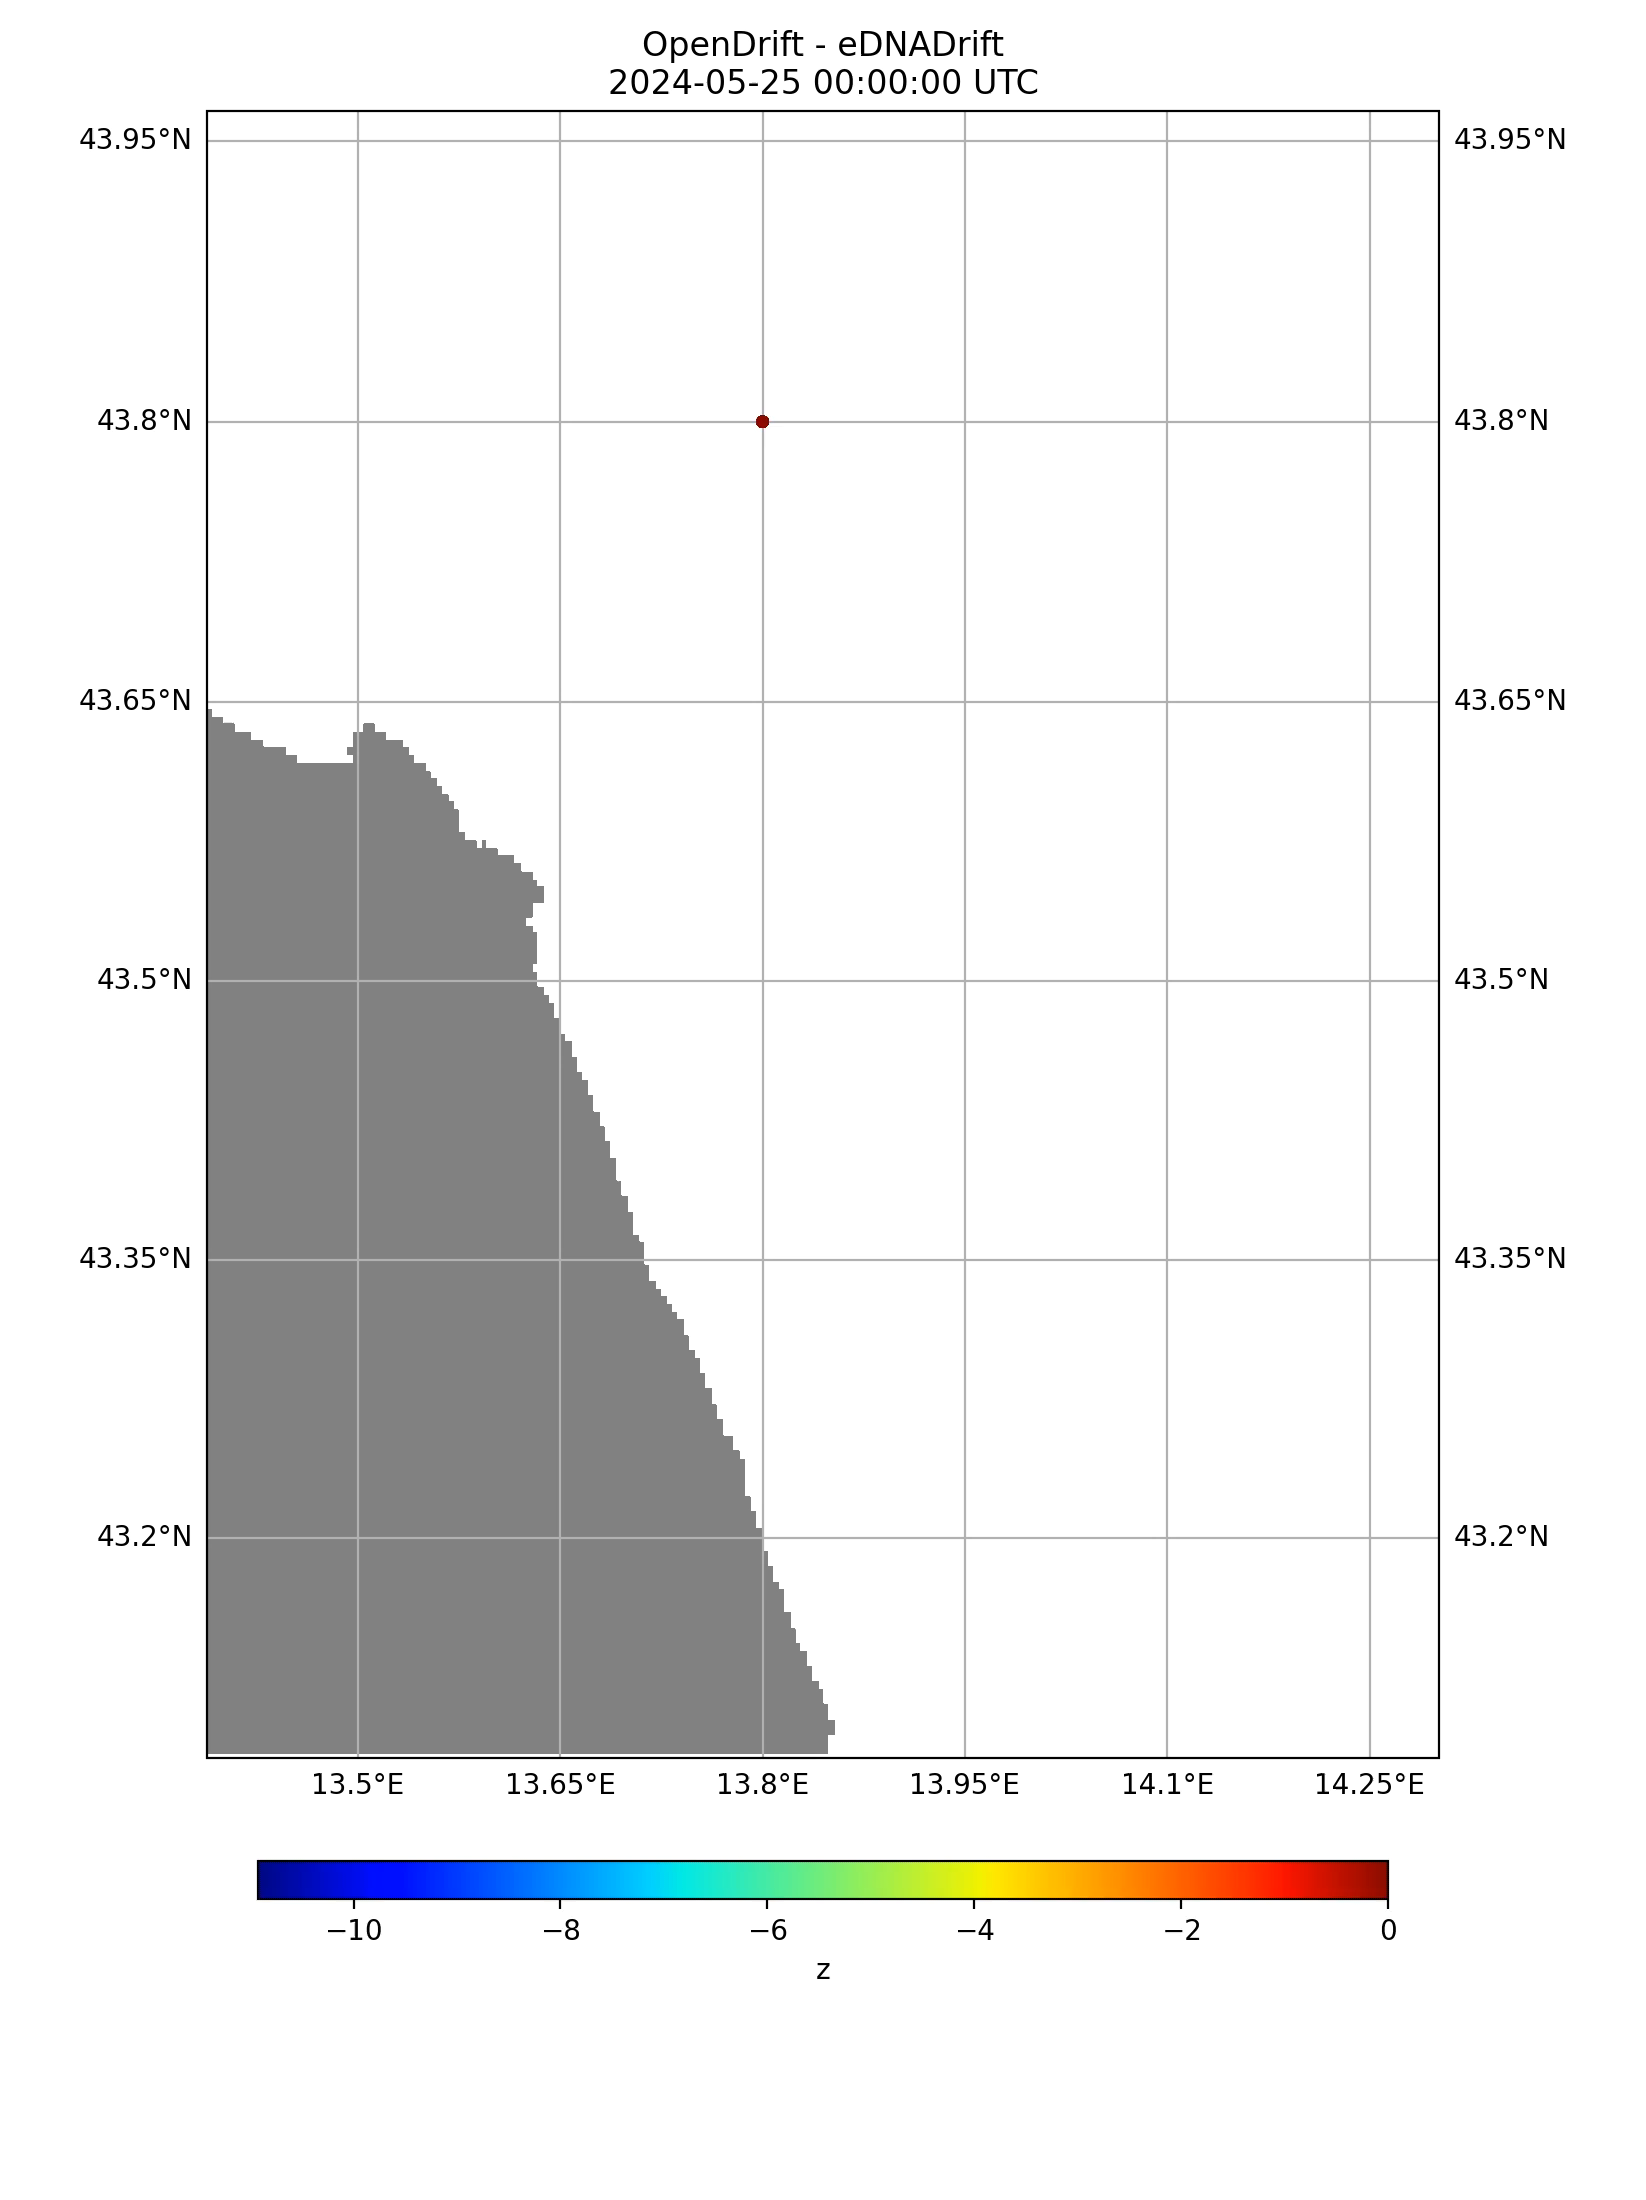 OpenDrift - eDNADrift
2024-05-25 00:00:00 UTC
43.95°N 43.95°N
43.8°N 43.8°N
43.65°N 43.65°N
43.5°N 43.5°N
43.35°N 43.35°N
43.2°N 43.2°N
13.5°E 13.65°E 13.8°E 13.95°E 14.1°E 14.25°E
−10 −8 −6 −4 −2 0
z